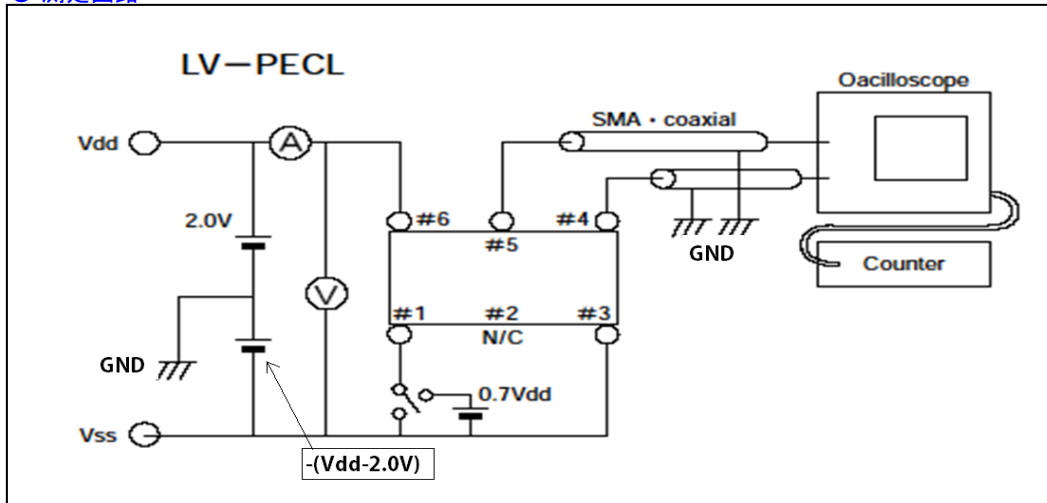 LV-PECL
Oacilloscope
SMA・coaxial
Vdd
A
2.0V
#6
#5
#4
GND
Counter
V
#1
#2
#3
N/C
GND
0.7Vdd
Vss
-(Vdd-2.0V)